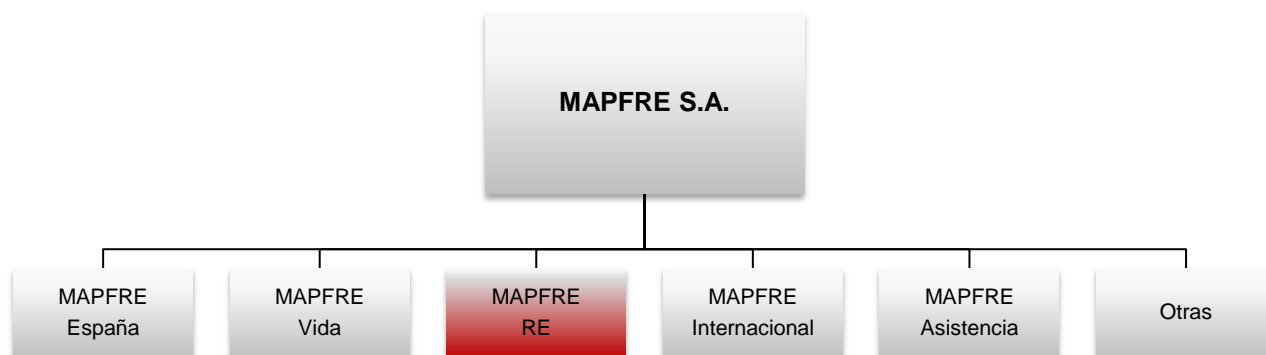 MAPFRE S.A.
MAPFRE
España
MAPFRE
Vida
MAPFRE
RE
MAPFRE
Internacional
MAPFRE
Asistencia
Otras